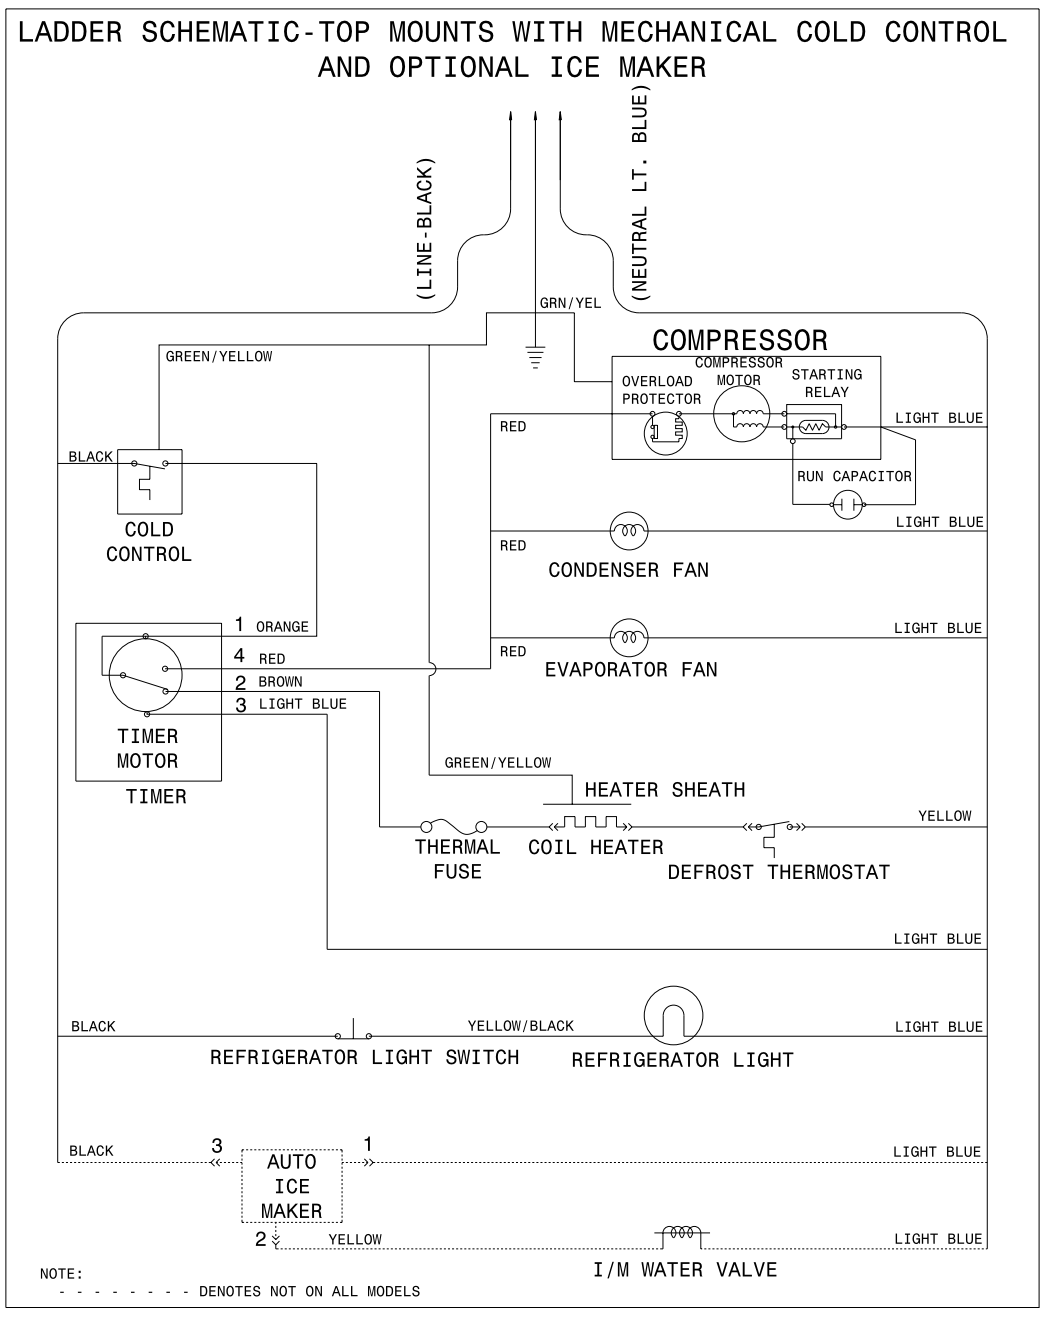 LADDER SCHEMATIC-TOP MOUNTS WITH MECHANICAL COLD CONTROL
AND OPTIONAL ICE MAKER
(LINE-BLACK)
(NEUTRAL LT. BLUE)
GRN/YEL
GREEN/YELLOW
COMPRESSOR
COMPRESSOR
MOTOR
OVERLOAD
PROTECTOR
STARTING
RELAY
RED
LIGHT BLUE
BLACK
RUN CAPACITOR
COLD
CONTROL
LIGHT BLUE
RED
CONDENSER FAN
1 ORANGE
LIGHT BLUE
4 RED
RED
EVAPORATOR FAN
2 BROWN
3 LIGHT BLUE
TIMER
MOTOR
TIMER
GREEN/YELLOW
HEATER SHEATH
YELLOW
THERMAL
FUSE
COIL HEATER
DEFROST THERMOSTAT
LIGHT BLUE
BLACK
YELLOW/BLACK
LIGHT BLUE
REFRIGERATOR LIGHT SWITCH
REFRIGERATOR LIGHT
BLACK
3
1
LIGHT BLUE
AUTO
ICE
MAKER
2
YELLOW
LIGHT BLUE
I/M WATER VALVE
NOTE:
- - - - - - - - DENOTES NOT ON ALL MODELS